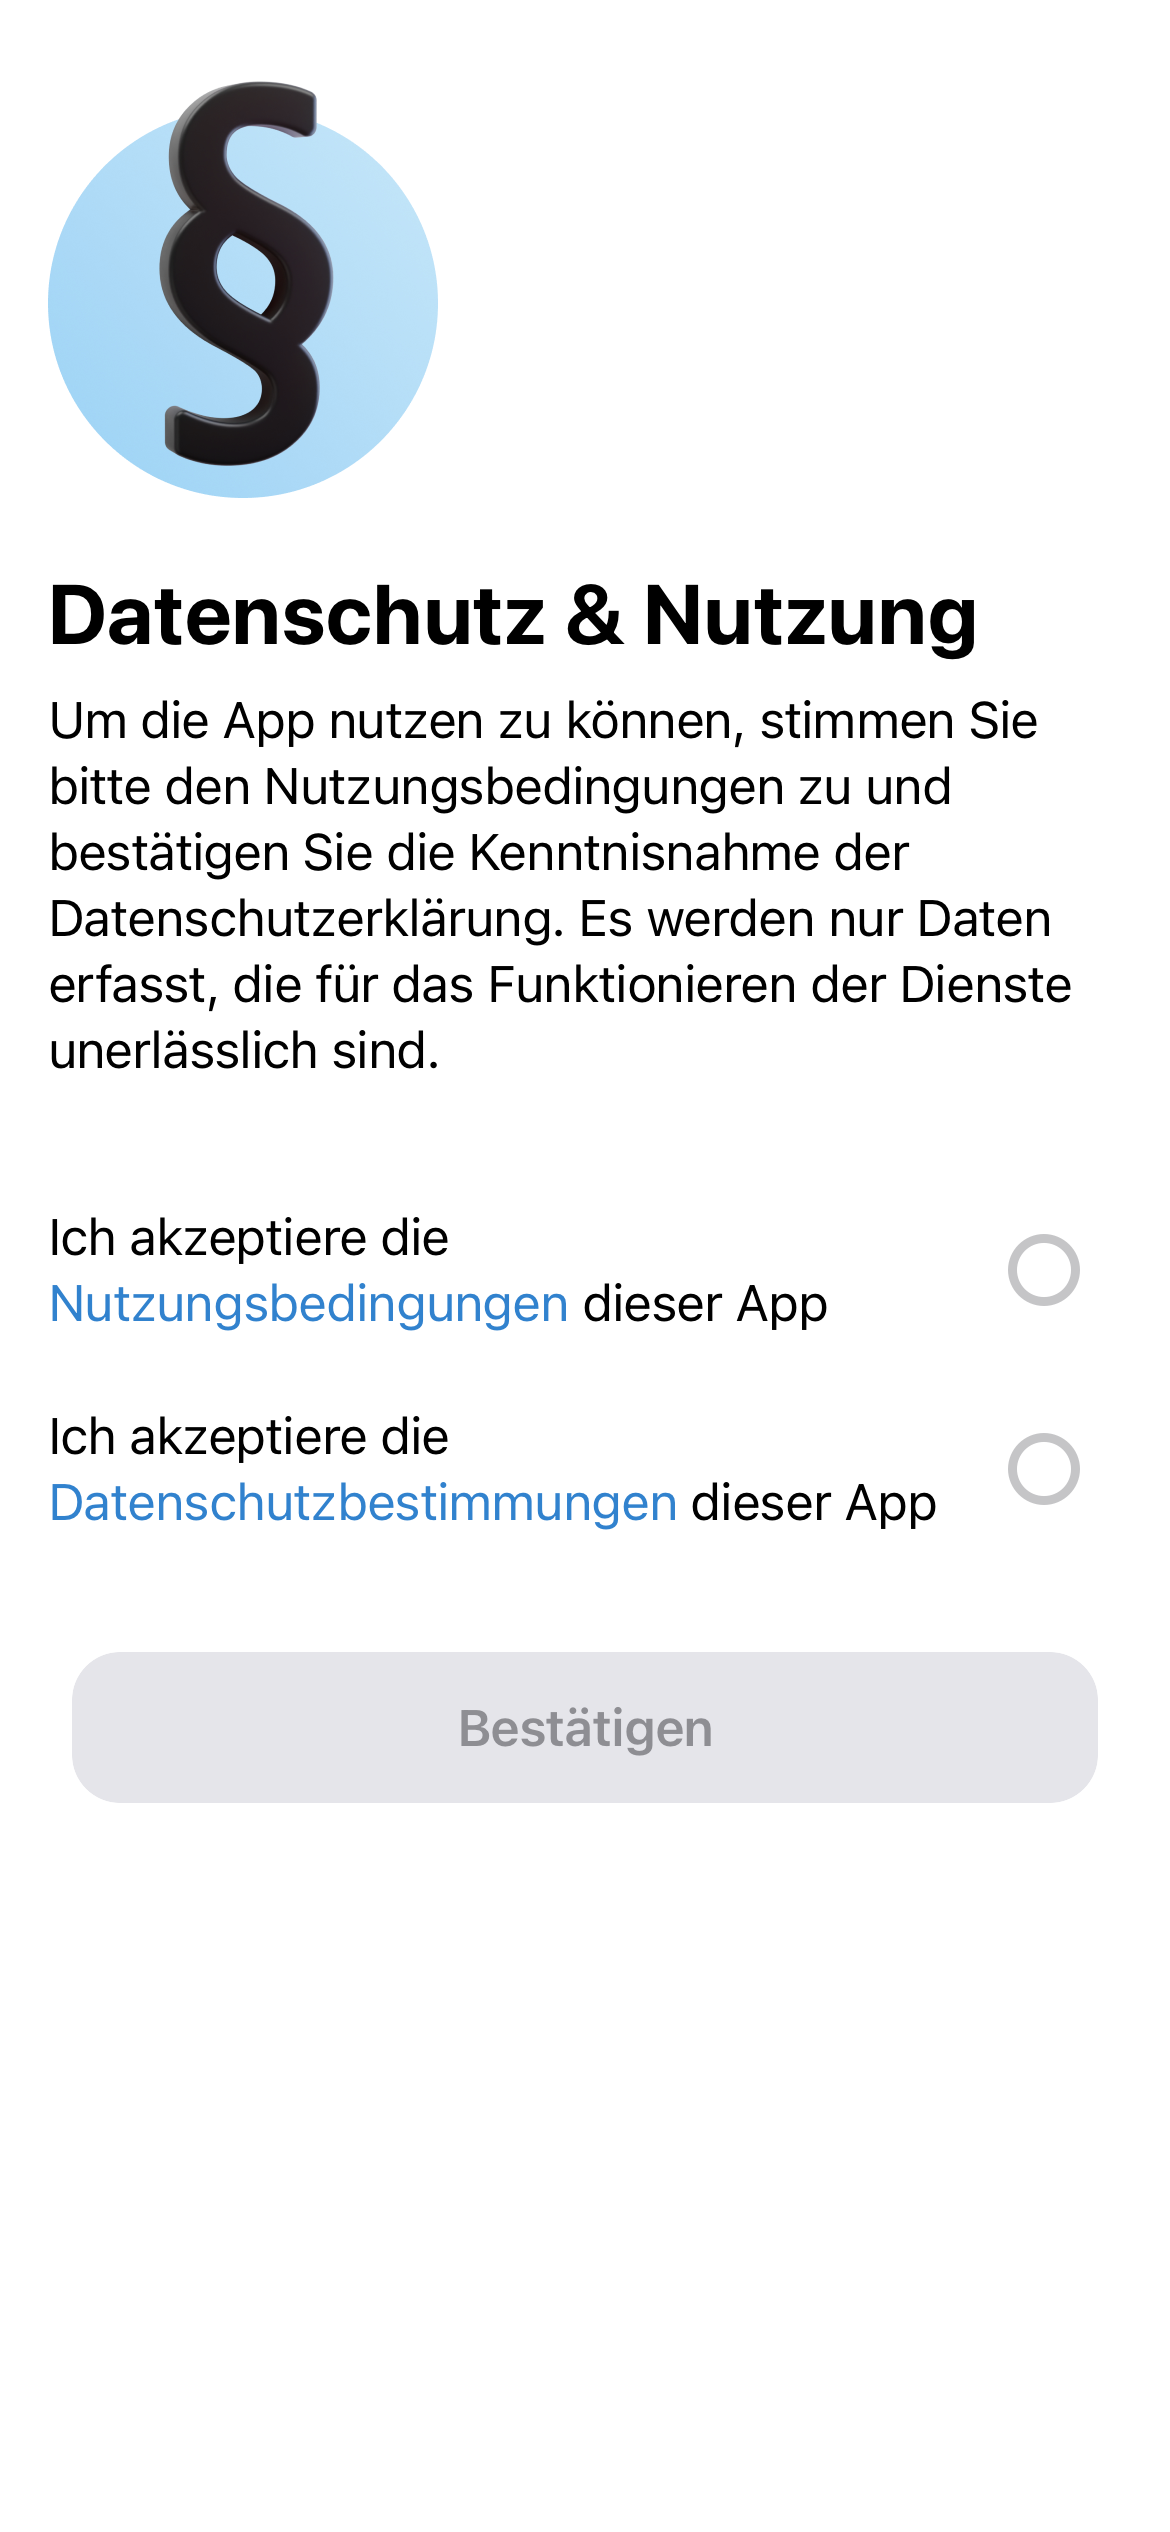 §
Datenschutz & Nutzung
Um die App nutzen zu können, stimmen Sie
bitte den Nutzungsbedingungen zu und
bestätigen Sie die Kenntnisnahme der
Datenschutzerklärung. Es werden nur Daten
erfasst, die für das Funktionieren der Dienste
unerlässlich sind.
Ich akzeptiere die
Nutzungsbedingungen dieser App
Ich akzeptiere die
Datenschutzbestimmungen dieser App
Bestätigen